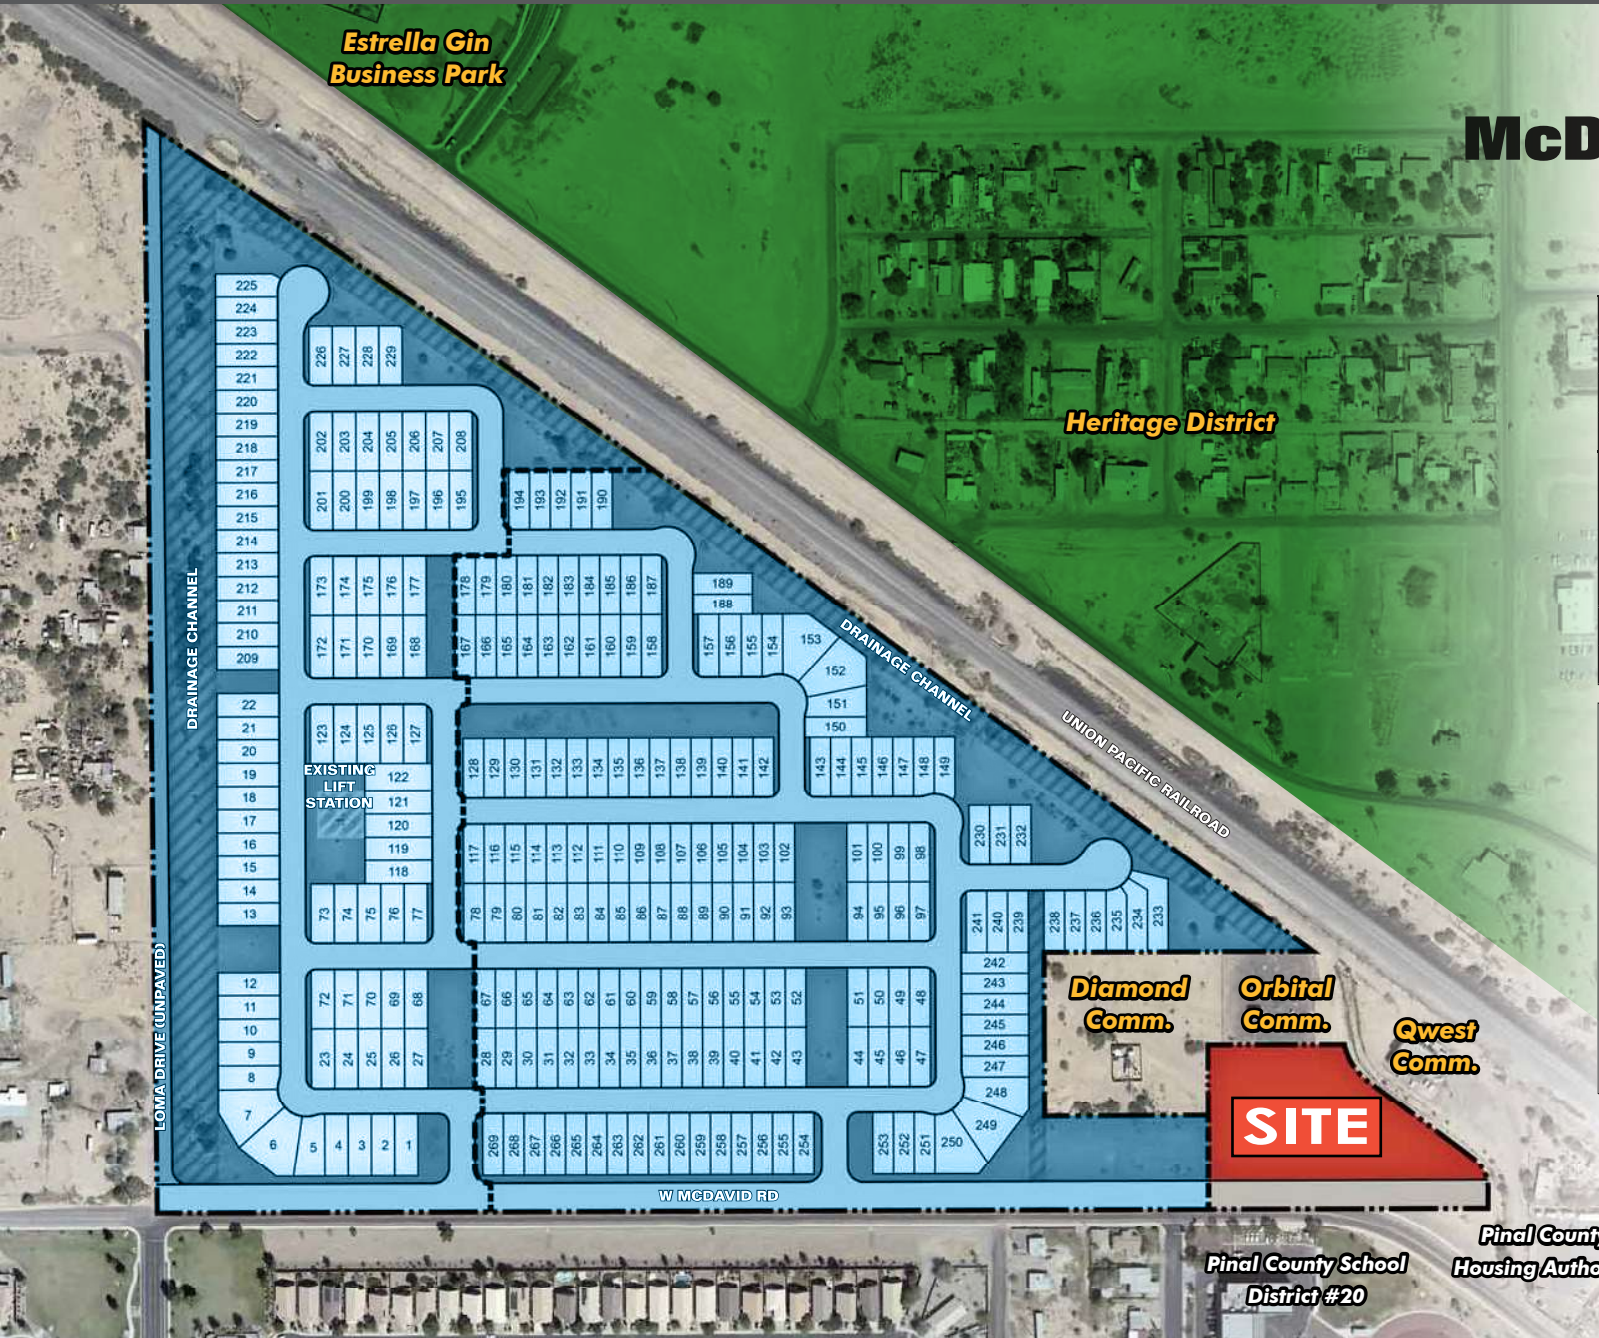 Estrella Gin
Business Park
McD
Heritage District
225
224
223
222
221
220
219
218
217
216
215
214
213
212
211
210
209
226 227 228 229
202 203 204 205 206 207 208
201 200 199 198 197 196 195
194 193 192 191 190
173 174 175 176 177
172 171 170 169 168
178 179 180 181 182 183 184 185 186 187
167 166 165 164 163 162 161 160 159 158
189
188
157 156 155 154 153
152
151
150
DRAINAGE CHANNEL
DRAINAGE CHANNEL
UNION PACIFIC RAILROAD
22
21
20
19
18
17
16
15
14
13
123 124 125 126 127
EXISTING
LIFT
STATION
122
121
120
119
118
73 74 75 76 77
128 129 130 131 132 133 134 135 136 137 138 139 140 141 142
143 144 145 146 147 148 149
117 116 115 114 113 112 111 110 109 108 107 106 105 104 103 102
101 100 99 98
78 79 80 81 82 83 84 85 86 87 88 89 90 91 92 93
94 95 96 97
230 231 232
241 240 239
238 237 236 235 234 233
LOMA DRIVE (UNPAVED)
12
11
10
9
8
7
6
5 4 3 2 1
72 71 70 69 68
23 24 25 26 27
67 66 65 64 63 62 61 60 59 58 57 56 55 54 53 52
51 50 49 48
28 29 30 31 32 33 34 35 36 37 38 39 40 41 42 43
44 45 46 47
242
243
244
245
246
247
248
249
250
269 268 267 266 265 264 263 262 261 260 259 258 257 256 255 254
253 252 251
Diamond
Comm.
Orbital
Comm.
Qwest
Comm.
SITE
W MCDAVID RD
Pinal County School
District #20
Pinal County
Housing Autho